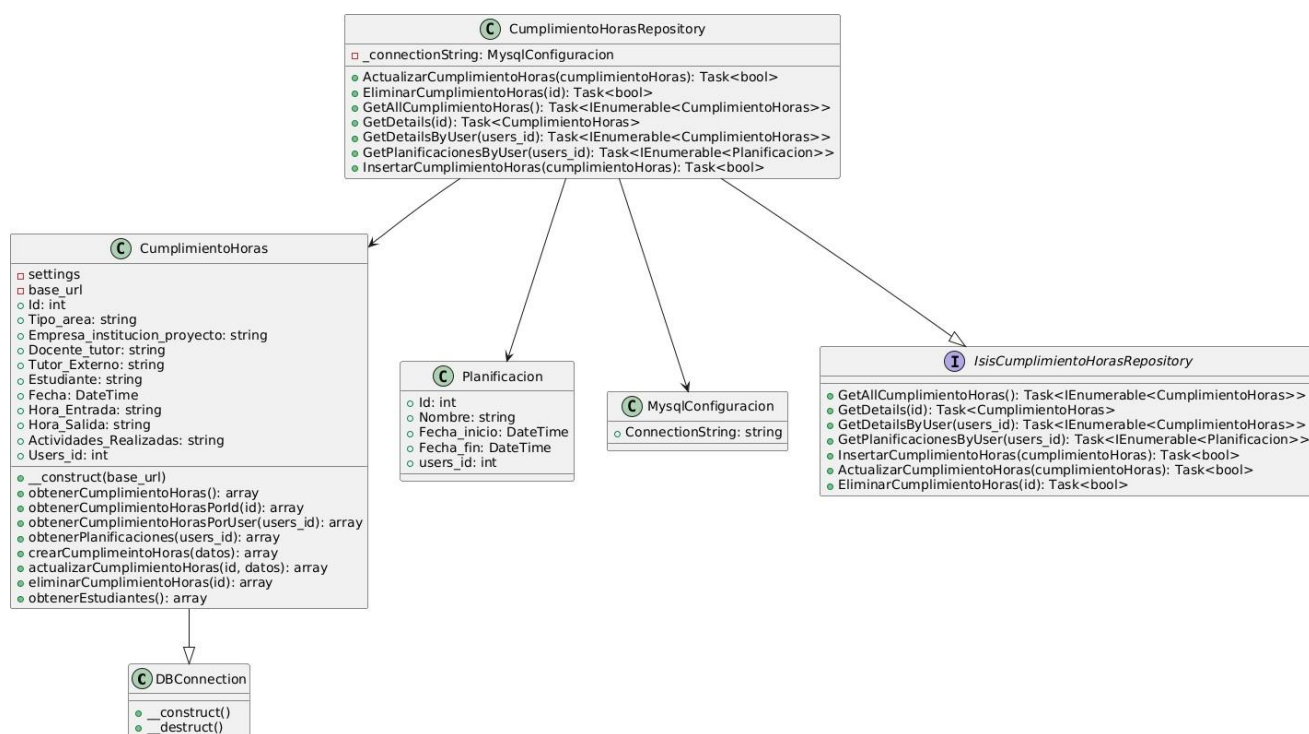 C CumplimientoHorasRepository
_connectionString: MysqlConfiguracion
ActualizarCumplimientoHoras(cumplimientoHoras): Task<bool>
EliminarCumplimientoHoras(id): Task<bool>
GetAllCumplimientoHoras(): Task<IEnumerable<CumplimientoHoras>>
GetDetails(id): Task<CumplimientoHoras>
GetDetailsByUser(users_id): Task<IEnumerable<CumplimientoHoras>>
GetPlanificacionesByUser(users_id): Task<IEnumerable<Planificacion>>
InsertarCumplimientoHoras(cumplimientoHoras): Task<bool>
C CumplimientoHoras
settings
base_url
Id: int
Tipo_area: string
Empresa_institucion_proyecto: string
Docente_tutor: string
Tutor_Externo: string
Estudiante: string
Fecha: DateTime
Hora_Entrada: string
Hora_Salida: string
Actividades_Realizadas: string
Users_id: int
__construct(base_url)
obtenerCumplimientoHoras(): array
obtenerCumplimientoHorasPorId(id): array
obtenerCumplimientoHorasPorUser(users_id): array
obtenerPlanificaciones(users_id): array
crearCumplimeintoHoras(datos): array
actualizarCumplimientoHoras(id, datos): array
eliminarCumplimientoHoras(id): array
obtenerEstudiantes(): array
C Planificacion
Id: int
Nombre: string
Fecha_inicio: DateTime
Fecha_fin: DateTime
users_id: int
C MysqlConfiguracion
ConnectionString: string
I IsisCumplimientoHorasRepository
GetAllCumplimientoHoras(): Task<IEnumerable<CumplimientoHoras>>
GetDetails(id): Task<CumplimientoHoras>
GetDetailsByUser(users_id): Task<IEnumerable<CumplimientoHoras>>
GetPlanificacionesByUser(users_id): Task<IEnumerable<Planificacion>>
InsertarCumplimientoHoras(cumplimientoHoras): Task<bool>
ActualizarCumplimientoHoras(cumplimientoHoras): Task<bool>
EliminarCumplimientoHoras(id): Task<bool>
C DBConnection
__construct()
__destruct()